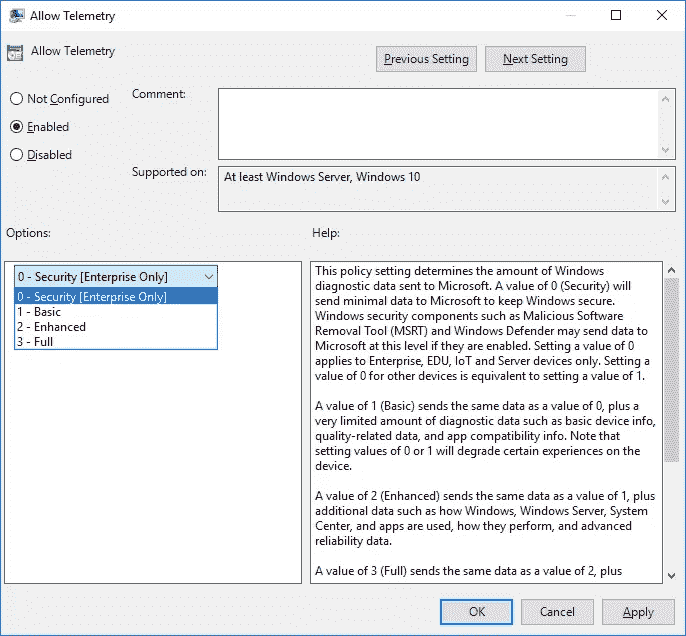 Allow Telemetry
Allow Telemetry
Previous Setting
Next Setting
Not Configured
Enabled
Disabled
Comment:
Supported on:
At least Windows Server, Windows 10
Options:
Help:
0 - Security [Enterprise Only]
0 - Security [Enterprise Only]
1 - Basic
2 - Enhanced
3 - Full
This policy setting determines the amount of Windows
diagnostic data sent to Microsoft. A value of 0 (Security) will
send minimal data to Microsoft to keep Windows secure.
Windows security components such as Malicious Software
Removal Tool (MSRT) and Windows Defender may send data to
Microsoft at this level if they are enabled. Setting a value of 0
applies to Enterprise, EDU, IoT and Server devices only. Setting a
value of 0 for other devices is equivalent to setting a value of 1.
A value of 1 (Basic) sends the same data as a value of 0, plus a
very limited amount of diagnostic data such as basic device info,
quality-related data, and app compatibility info. Note that
setting values of 0 or 1 will degrade certain experiences on the
device.
A value of 2 (Enhanced) sends the same data as a value of 1, plus
additional data such as how Windows, Windows Server, System
Center, and apps are used, how they perform, and advanced
reliability data.
A value of 3 (Full) sends the same data as a value of 2, plus
OK
Cancel
Apply